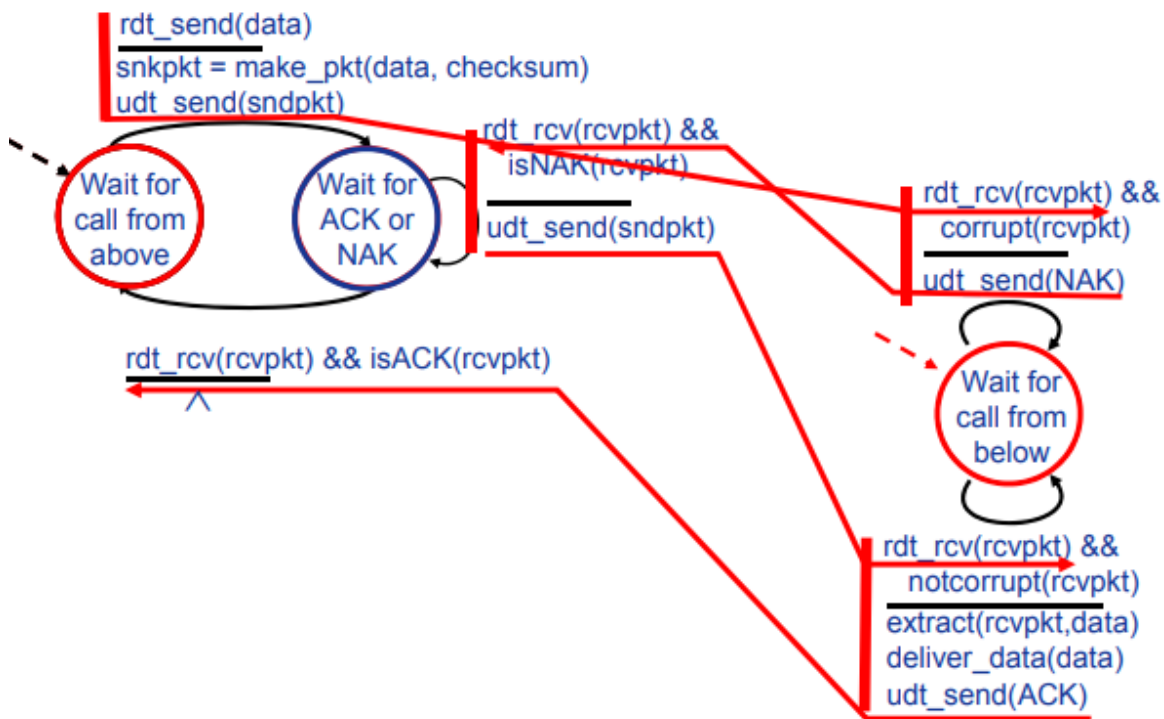 rdt_send(data)
snkpkt = make_pkt(data, checksum)
udt_send(sndpkt)
rdt_rcv(rcvpkt) &&
isNAK(rcvpkt)
udt_send(sndpkt)
Wait for
call from
above
Wait for
ACK or
NAK
rdt_rcv(rcvpkt) && isACK(rcvpkt)
Λ
rdt_rcv(rcvpkt) &&
corrupt(rcvpkt)
udt_send(NAK)
Wait for
call from
below
rdt_rcv(rcvpkt) &&
notcorrupt(rcvpkt)
extract(rcvpkt,data)
deliver_data(data)
udt_send(ACK)